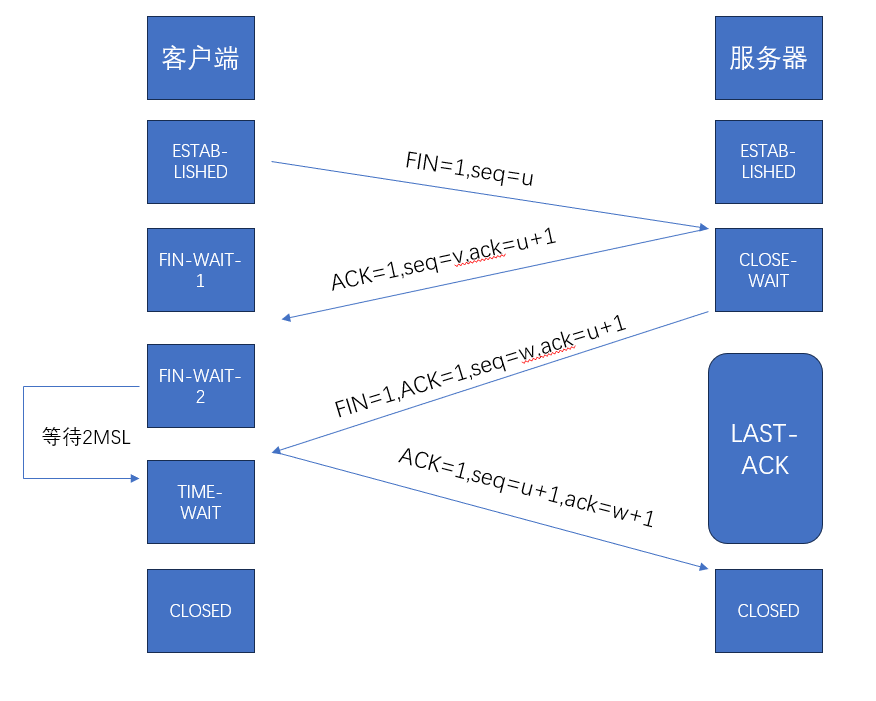 客户端
服务器
ESTAB-
LISHED
ESTAB-
LISHED
FIN=1,seq=u
FIN-WAIT-
1
ACK=1,seq=v,ack=u+1
CLOSE-
WAIT
FIN-WAIT-
2
FIN=1,ACK=1,seq=w,ack=u+1
等待2MSL
LAST-
ACK
ACK=1,seq=u+1,ack=w+1
TIME-
WAIT
CLOSED
CLOSED